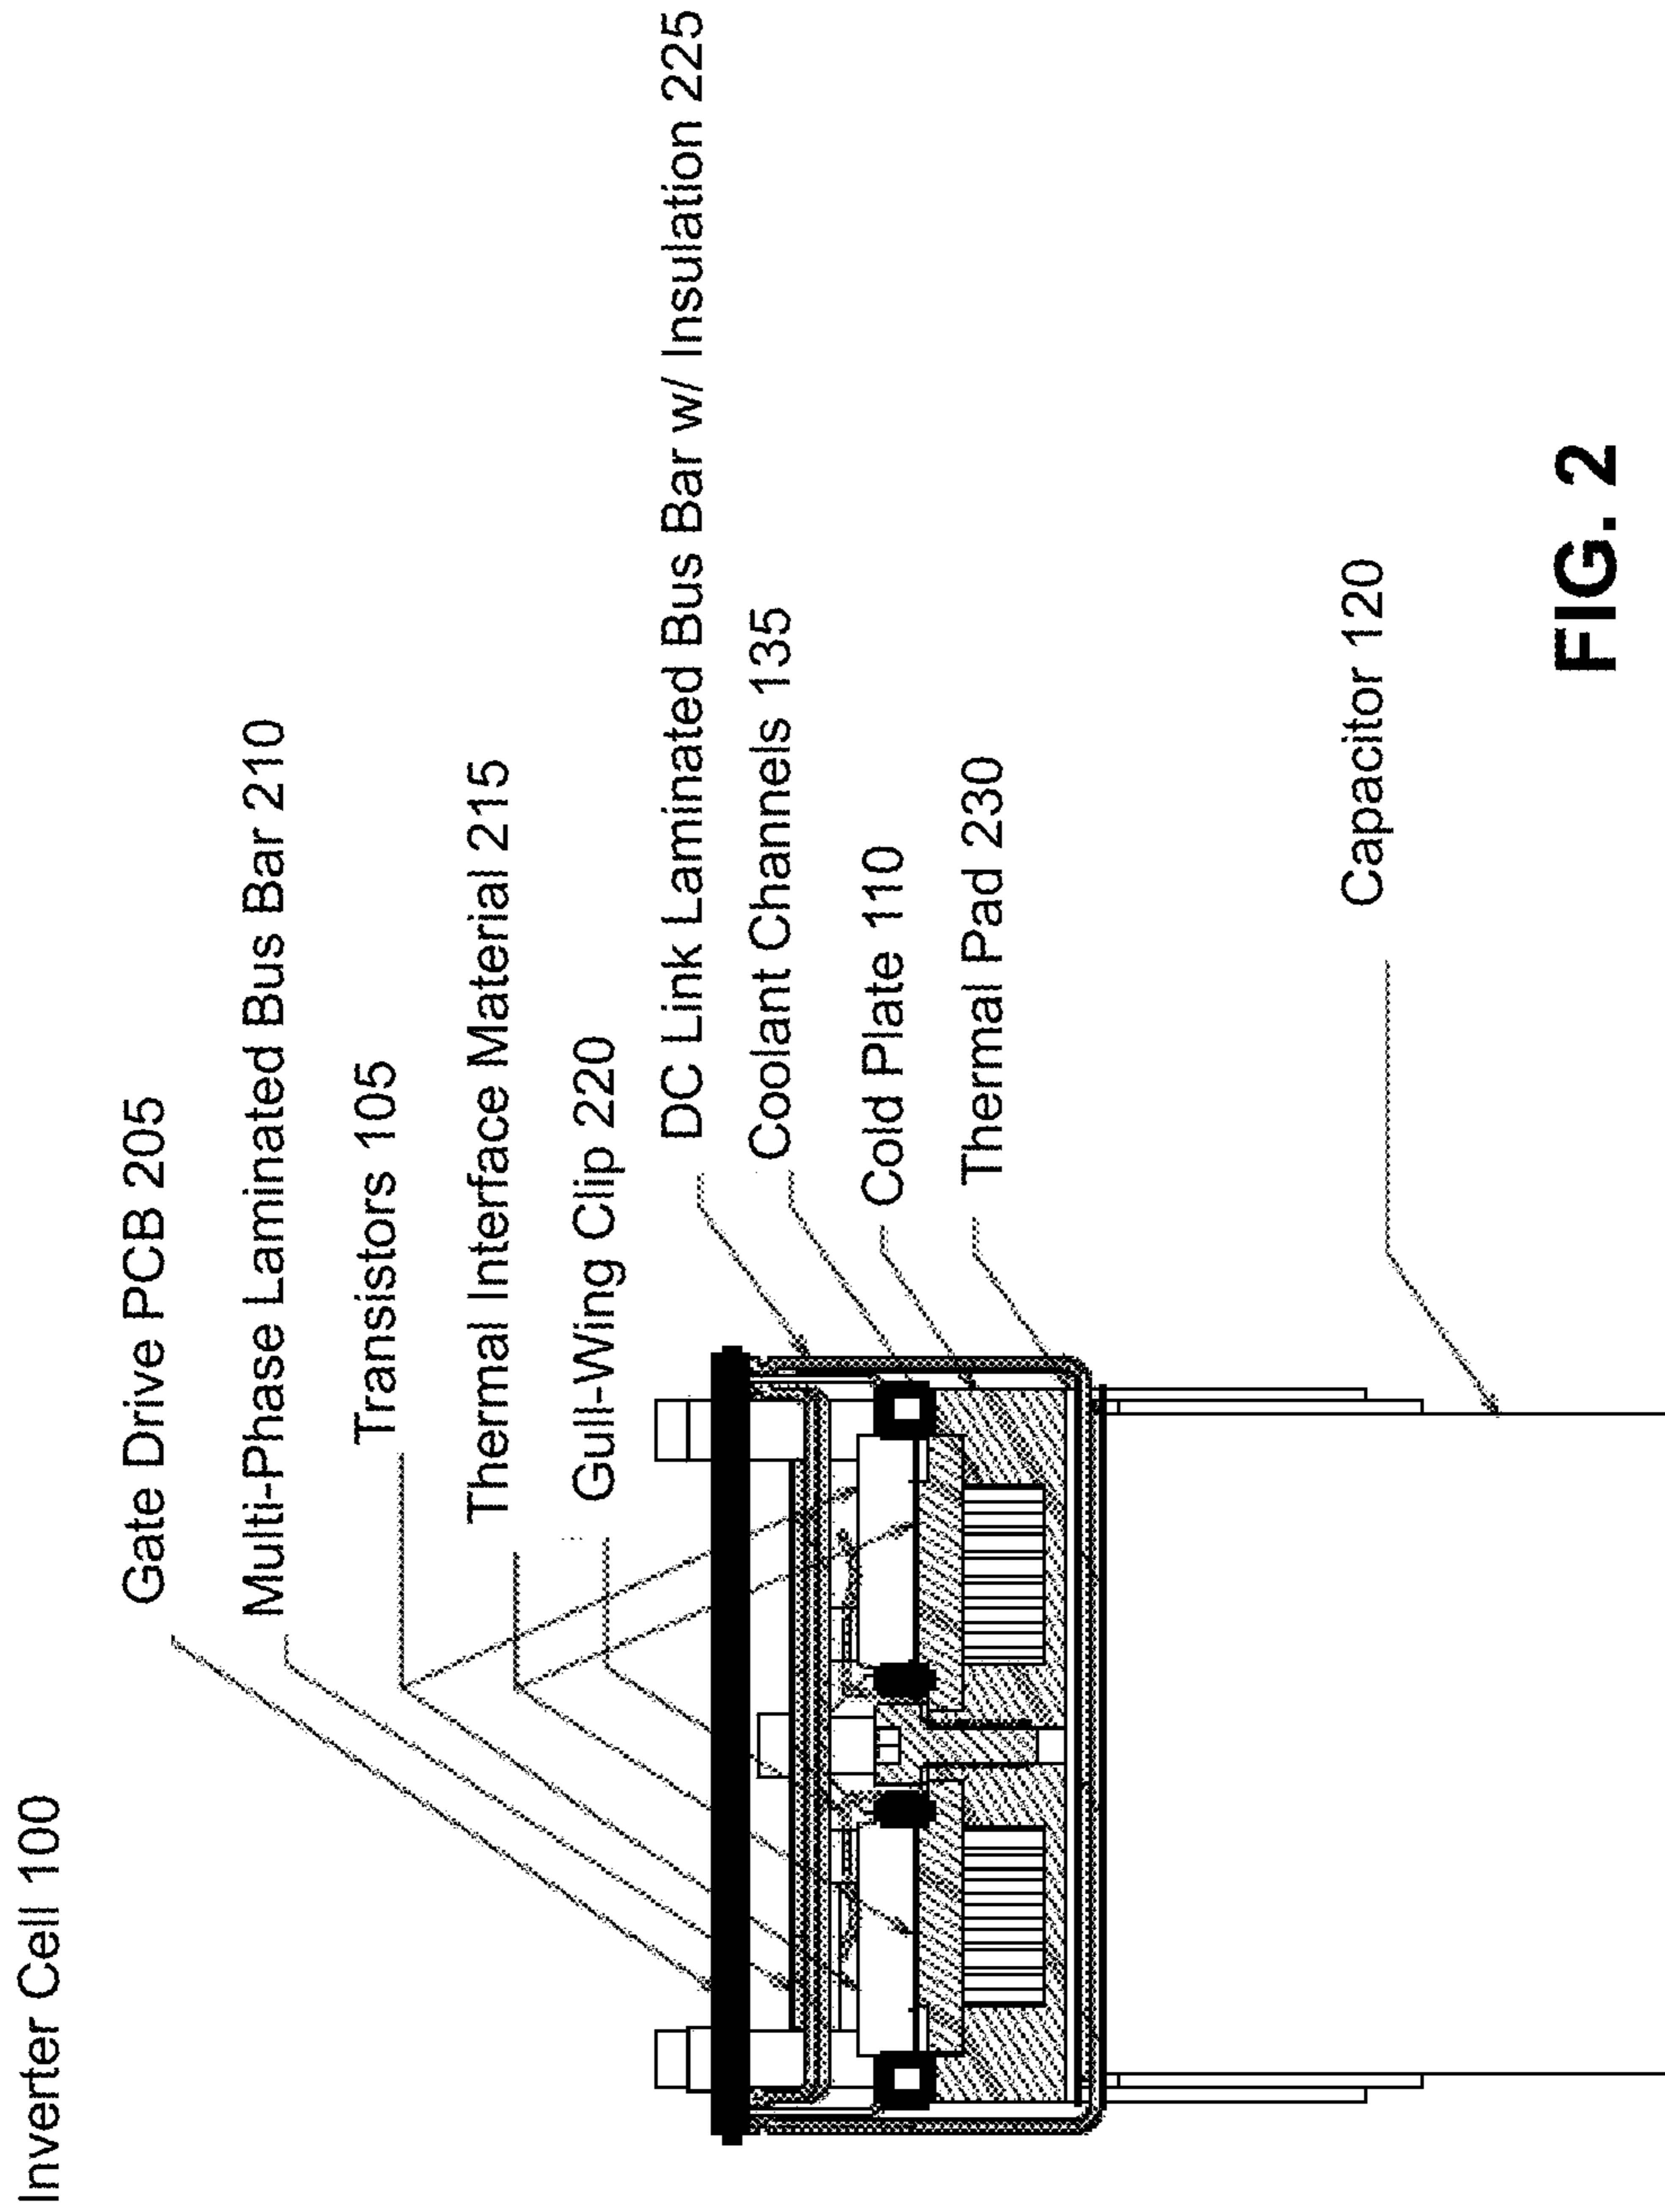 Inverter Cell 100
Gate Drive PCB 205
Multi-Phase Laminated Bus Bar 210
Transistors 105
Thermal Interface Material 215
Gull-Wing Clip 220
DC Link Laminated Bus Bar w/ Insulation 225
Coolant Channels 135
Cold Plate 110
Thermal Pad 230
Capacitor 120
FIG. 2